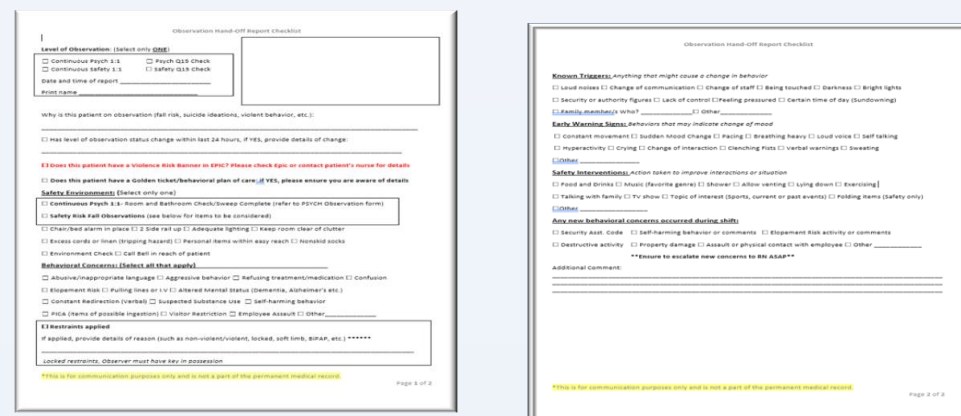 Observation Hand-Off Report Checklist
Level of Observation: (Select only ONE)
☐ Continuous Psych 1:1 ☐ Psych Q15 Check
☐ Continuous Safety 1:1 ☐ Safety Q15 Check
Date and time of report ____________________
Print name ____________________
Why is this patient on observation (fall risk, suicide ideations, violent behavior, etc.):
☐ Has level of observation status change within last 24 hours, if YES, provide details of change:
☐ Does this patient have a Violence Risk Banner in EPIC? Please check Epic or contact patient's nurse for details
☐ Does this patient have a Golden ticket/behavioral plan of care; if YES, please ensure you are aware of details
Safety Environment: (Select only one)
☐ Continuous Psych 1:1- Room and Bathroom Check/Sweep Complete (refer to PSYCH Observation form)
☐ Safety Risk Fall Observations (see below for items to be considered)
☐ Chair/bed alarm in place ☐ 2 Side rail up ☐ Adequate lighting ☐ Keep room clear of clutter
☐ Excess cords or linen (tripping hazard) ☐ Personal items within easy reach ☐ Nonskid socks
☐ Environment Check ☐ Call Bell in reach of patient
Behavioral Concerns: (Select all that apply)
☐ Abusive/inappropriate language ☐ Aggressive behavior ☐ Refusing treatment/medication ☐ Confusion
☐ Elopement Risk ☐ Pulling lines or I.V ☐ Altered Mental Status (Dementia, Alzheimer's etc.)
☐ Constant Redirection (Verbal) ☐ Suspected Substance Use ☐ Self-harming behavior
☐ PICA (items of possible ingestion) ☐ Visitor Restriction ☐ Employee Assault ☐ Other____________
☐ Restraints applied
If applied, provide details of reason (such as non-violent/violent, locked, soft limb, BiPAP, etc.) ******
Locked restraints, Observer must have key in possession
*This is for communication purposes only and is not a part of the permanent medical record.
Page 1 of 2
Observation Hand-Off Report Checklist
Known Triggers: Anything that might cause a change in behavior
☐ Loud noises ☐ Change of communication ☐ Change of staff ☐ Being touched ☐ Darkness ☐ Bright lights
☐ Security or authority figures ☐ Lack of control ☐Feeling pressured ☐ Certain time of day (Sundowning)
☐ Family member/s Who? ____________☐ Other____________
Early Warning Signs: Behaviors that may indicate change of mood
☐ Constant movement ☐ Sudden Mood Change ☐ Pacing ☐ Breathing heavy ☐ Loud voice ☐ Self talking
☐ Hyperactivity ☐ Crying ☐ Change of interaction ☐ Clenching Fists ☐ Verbal warnings ☐ Sweating
☐Other ____________
Safety Interventions: Action taken to improve interactions or situation
☐ Food and Drinks ☐ Music (favorite genre) ☐ Shower ☐ Allow venting ☐ Lying down ☐ Exercising
☐ Talking with family ☐ TV show ☐ Topic of interest (Sports, current or past events) ☐ Folding items (Safety only)
☐Other ____________
Any new behavioral concerns occurred during shift:
☐ Security Asst. Code ☐ Self-harming behavior or comments ☐ Elopement Risk activity or comments
☐ Destructive activity ☐ Property damage ☐ Assault or physical contact with employee ☐ Other ____________
**Ensure to escalate new concerns to RN ASAP**
Additional Comment:
*This is for communication purposes only and is not a part of the permanent medical record.
Page 2 of 2